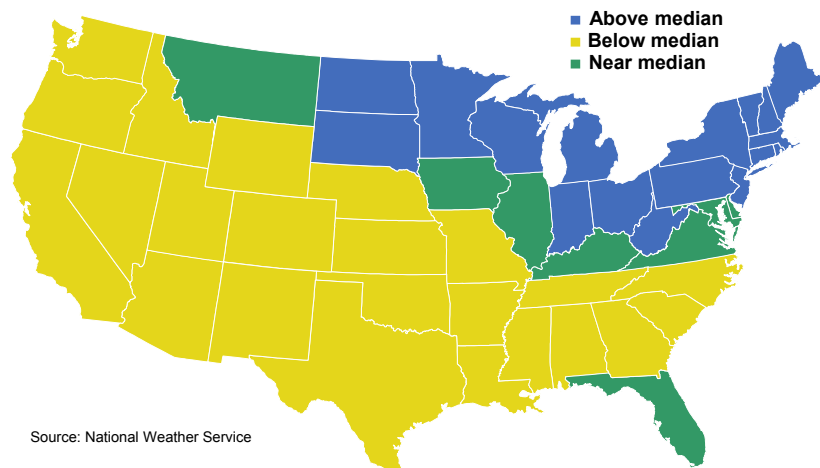 Above median
Below median
Near median
Source: National Weather Service